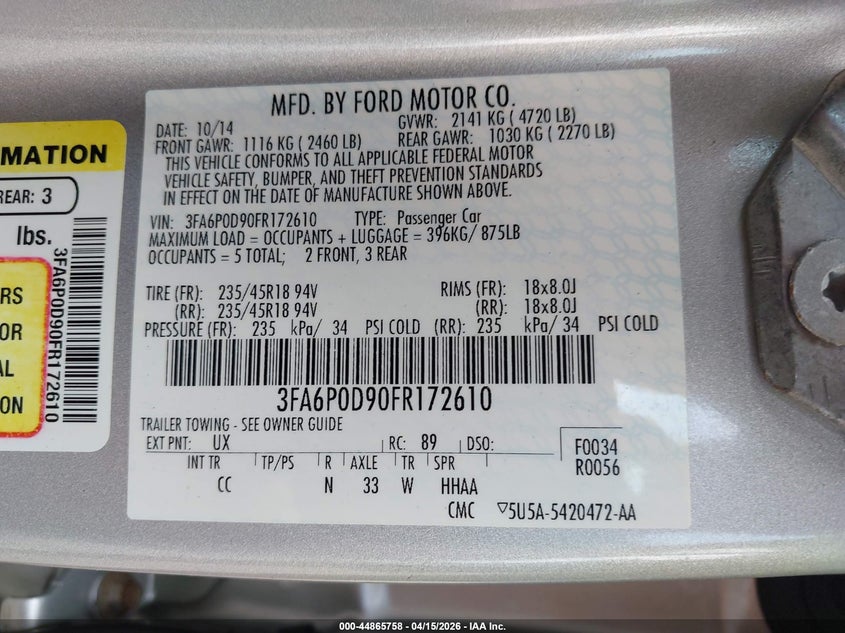 MFD. BY FORD MOTOR CO.
DATE: 10/14 GVWR: 2141 KG ( 4720 LB)
FRONT GAWR: 1116 KG ( 2460 LB) REAR GAWR: 1030 KG ( 2270 LB)
THIS VEHICLE CONFORMS TO ALL APPLICABLE FEDERAL MOTOR
VEHICLE SAFETY, BUMPER, AND THEFT PREVENTION STANDARDS
IN EFFECT ON THE DATE OF MANUFACTURE SHOWN ABOVE.
VIN: 3FA6P0D90FR172610 TYPE: Passenger Car
MAXIMUM LOAD = OCCUPANTS + LUGGAGE = 396KG/ 875LB
OCCUPANTS = 5 TOTAL; 2 FRONT, 3 REAR
TIRE (FR): 235/45R18 94V RIMS (FR): 18x8.0J
(RR): 235/45R18 94V (RR): 18x8.0J
PRESSURE (FR): 235 kPa/ 34 PSI COLD (RR): 235 kPa/ 34 PSI COLD
3FA6P0D90FR172610
TRAILER TOWING - SEE OWNER GUIDE
EXT PNT: UX RC: 89 DSO: F0034
R0056
INT TR TP/PS R AXLE TR SPR
CC N 33 W HHAA
CMC 5U5A-5420472-AA
RMATION
REAR: 3
lbs.
3FA6P0D90FR172610
RS
OR
AL
ON
000-44865758 - 04/15/2026 - IAA Inc.